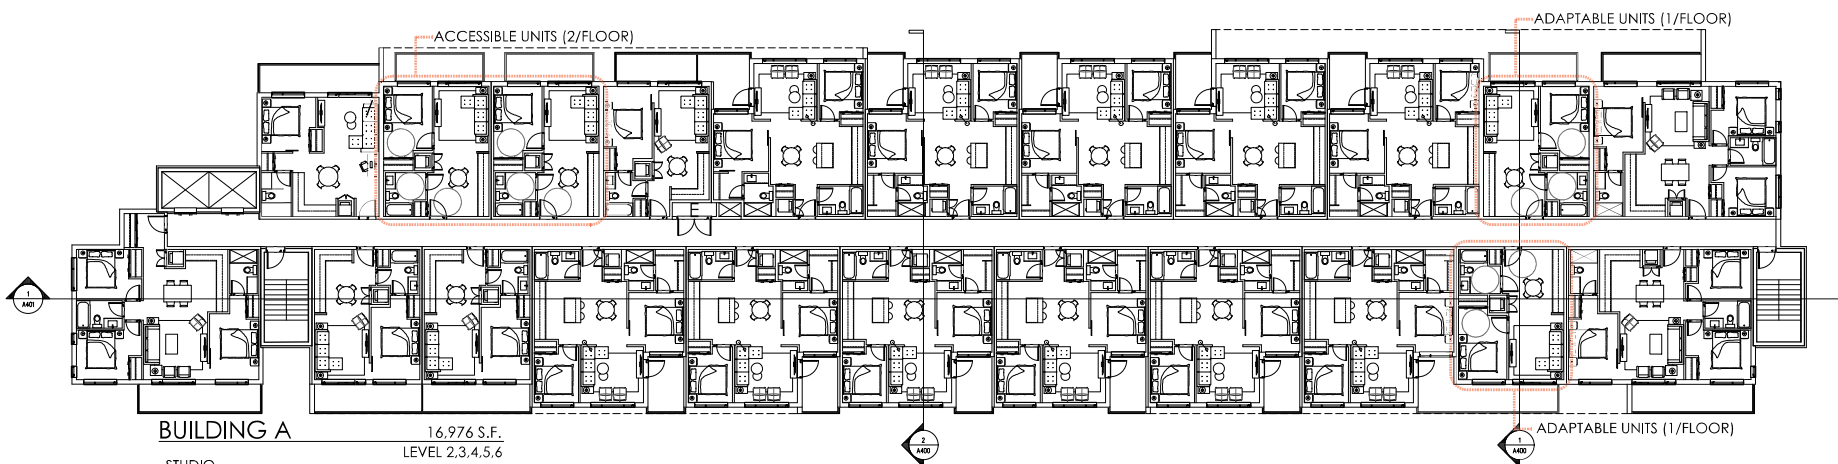 ADAPTABLE UNITS (1/FLOOR)
ACCESSIBLE UNITS (2/FLOOR)
E
1
A401
BUILDING A
16,976 S.F.
LEVEL 2,3,4,5,6
STUDIO
2
A400
1
A400
ADAPTABLE UNITS (1/FLOOR)